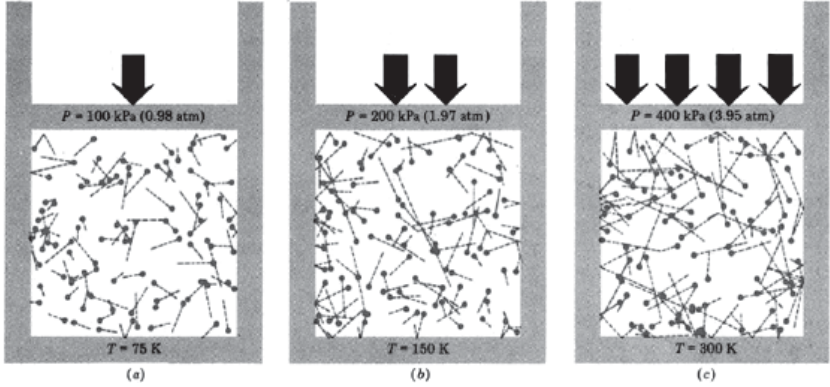 P = 100 kPa (0.98 atm)
T = 75 K
(a)
P = 200 kPa (1.97 atm)
T = 150 K
(b)
P = 400 kPa (3.95 atm)
T = 300 K
(c)